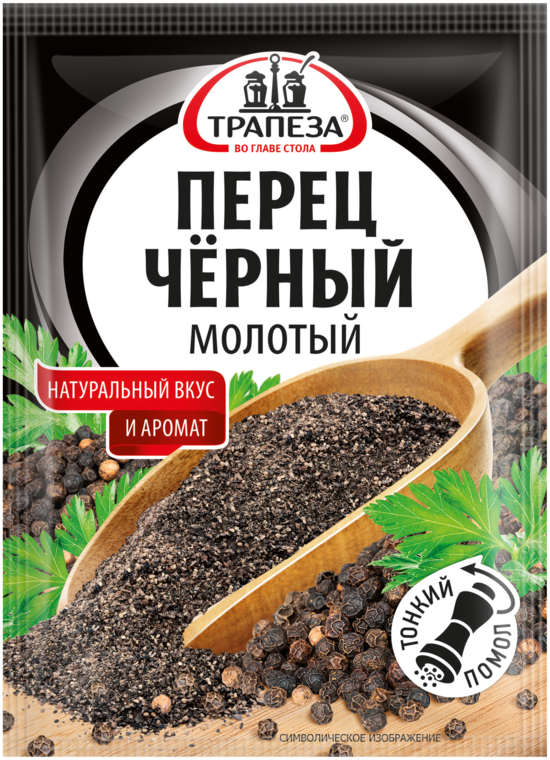 ТРАПЕЗА®
ВО ГЛАВЕ СТОЛА
ПЕРЕЦ
ЧЁРНЫЙ
МОЛОТЫЙ
НАТУРАЛЬНЫЙ ВКУС
И АРОМАТ
ТОНКИЙ
ПОМОЛ
СИМВОЛИЧЕСКОЕ ИЗОБРАЖЕНИЕ